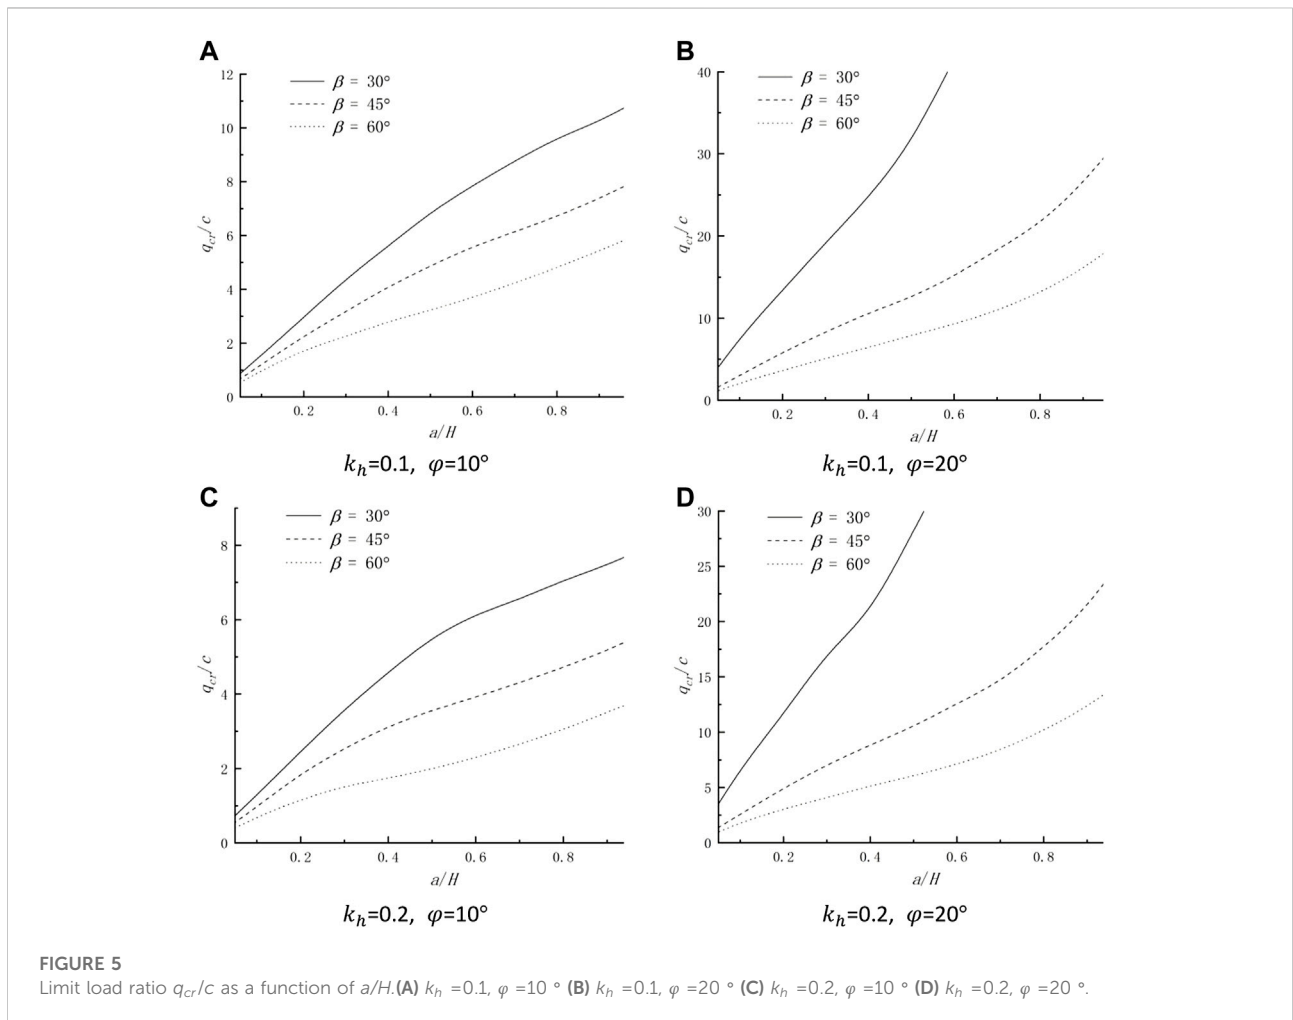 A
12
10
8
6
4
2
0
q_cr/c
β = 30°
β = 45°
β = 60°
0.2 0.4 0.6 0.8
a/H
k_h=0.1, φ=10°
B
40
30
20
10
0
q_cr/c
β = 30°
β = 45°
β = 60°
0.2 0.4 0.6 0.8
a/H
k_h=0.1, φ=20°
C
8
6
4
2
0
q_cr/c
β = 30°
β = 45°
β = 60°
0.2 0.4 0.6 0.8
a/H
k_h=0.2, φ=10°
D
30
25
20
15
10
5
0
q_cr/c
β = 30°
β = 45°
β = 60°
0.2 0.4 0.6 0.8
a/H
k_h=0.2, φ=20°
FIGURE 5
Limit load ratio q_cr/c as a function of a/H.(A) k_h =0.1, φ =10 ° (B) k_h =0.1, φ =20 ° (C) k_h =0.2, φ =10 ° (D) k_h =0.2, φ =20 °.